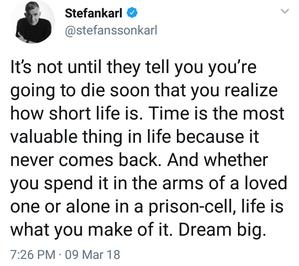 Stefankarl
@stefanssonkarl
It's not until they tell you you're
going to die soon that you realize
how short life is. Time is the most
valuable thing in life because it
never comes back. And whether
you spend it in the arms of a loved
one or alone in a prison-cell, life is
what you make of it. Dream big.
7:26 PM · 09 Mar 18